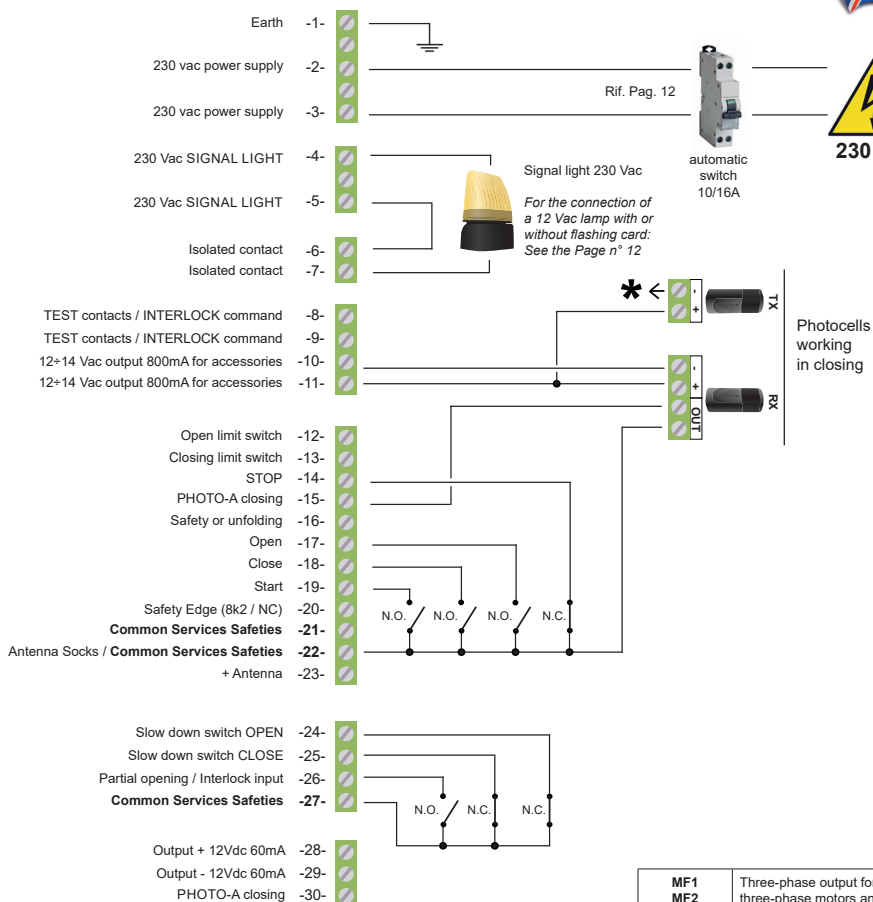 Earth -1-
230 vac power supply -2-
Rif. Pag. 12
230 vac power supply -3-
automatic
switch
10/16A
230
230 Vac SIGNAL LIGHT -4-
230 Vac SIGNAL LIGHT -5-
Signal light 230 Vac
For the connection of
a 12 Vac lamp with or
without flashing card:
See the Page n° 12
Isolated contact -6-
Isolated contact -7-
TEST contacts / INTERLOCK command -8-
TEST contacts / INTERLOCK command -9-
12÷14 Vac output 800mA for accessories -10-
12÷14 Vac output 800mA for accessories -11-
*
- +
TX
- +
OUT
RX
Photocells
working
in closing
Open limit switch -12-
Closing limit switch -13-
STOP -14-
PHOTO-A closing -15-
Safety or unfolding -16-
Open -17-
Close -18-
Start -19-
Safety Edge (8k2 / NC) -20-
Common Services Safeties -21-
Antenna Socks / Common Services Safeties -22-
+ Antenna -23-
N.O. N.O. N.O. N.C.
Slow down switch OPEN -24-
Slow down switch CLOSE -25-
Partial opening / Interlock input -26-
Common Services Safeties -27-
N.O. N.C. N.C.
Output + 12Vdc 60mA -28-
Output - 12Vdc 60mA -29-
PHOTO-A closing -30-
MF1 Three-phase output for
MF2 three-phase motors an